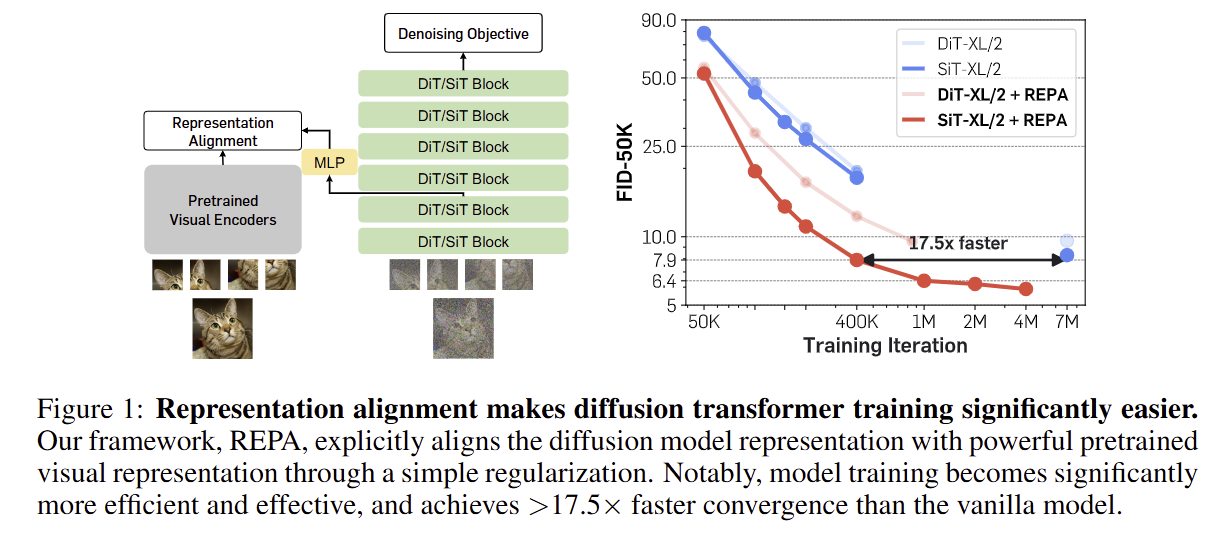 Denoising Objective
DiT/SiT Block
DiT/SiT Block
DiT/SiT Block
DiT/SiT Block
DiT/SiT Block
DiT/SiT Block
Representation
Alignment
MLP
Pretrained
Visual Encoders
FID-50K
90.0
50.0
25.0
10.0
7.9
6.4
5
DiT-XL/2
SiT-XL/2
DiT-XL/2 + REPA
SiT-XL/2 + REPA
17.5x faster
50K
400K
1M
2M
4M
7M
Training Iteration
Figure 1: Representation alignment makes diffusion transformer training significantly easier.
Our framework, REPA, explicitly aligns the diffusion model representation with powerful pretrained
visual representation through a simple regularization. Notably, model training becomes significantly
more efficient and effective, and achieves >17.5× faster convergence than the vanilla model.